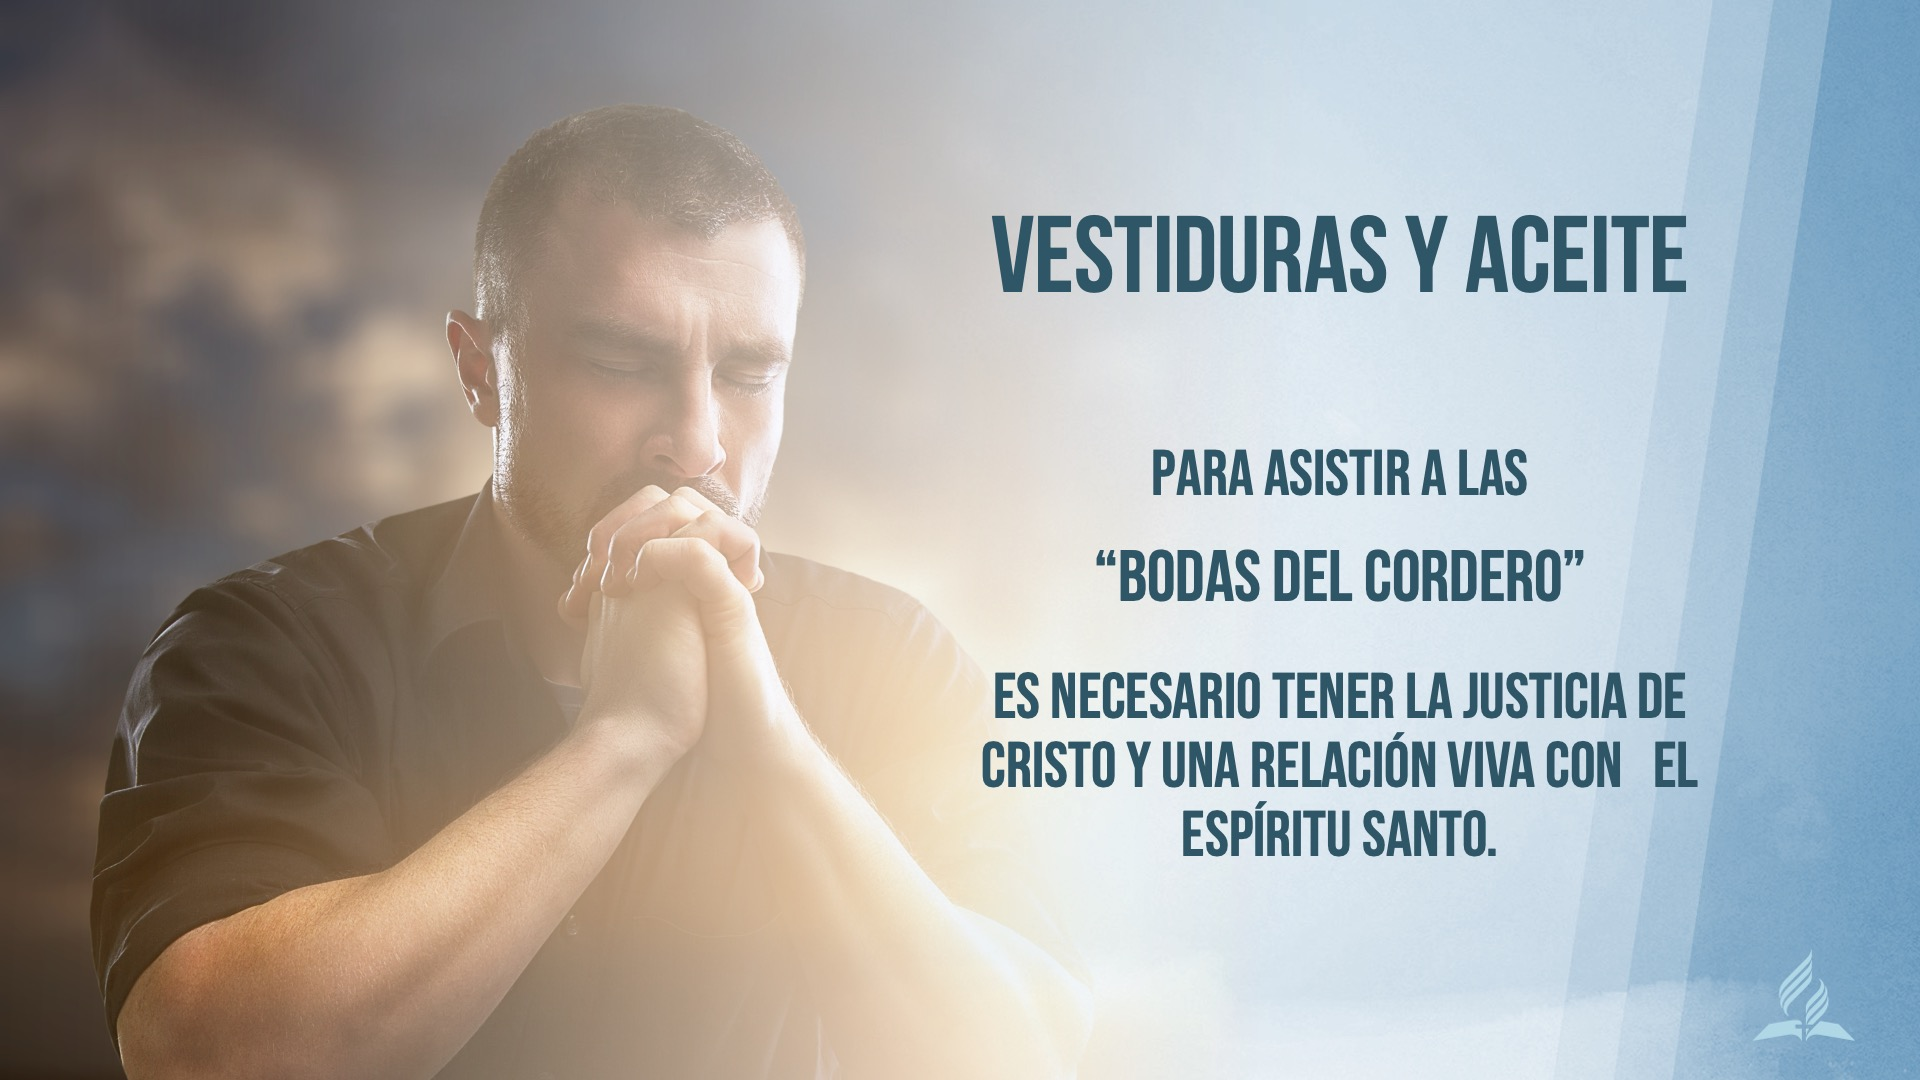 VESTIDURAS Y ACEITE
PARA ASISTIR A LAS
“BODAS DEL CORDERO”
ES NECESARIO TENER LA JUSTICIA DE
CRISTO Y UNA RELACIÓN VIVA CON EL
ESPÍRITU SANTO.